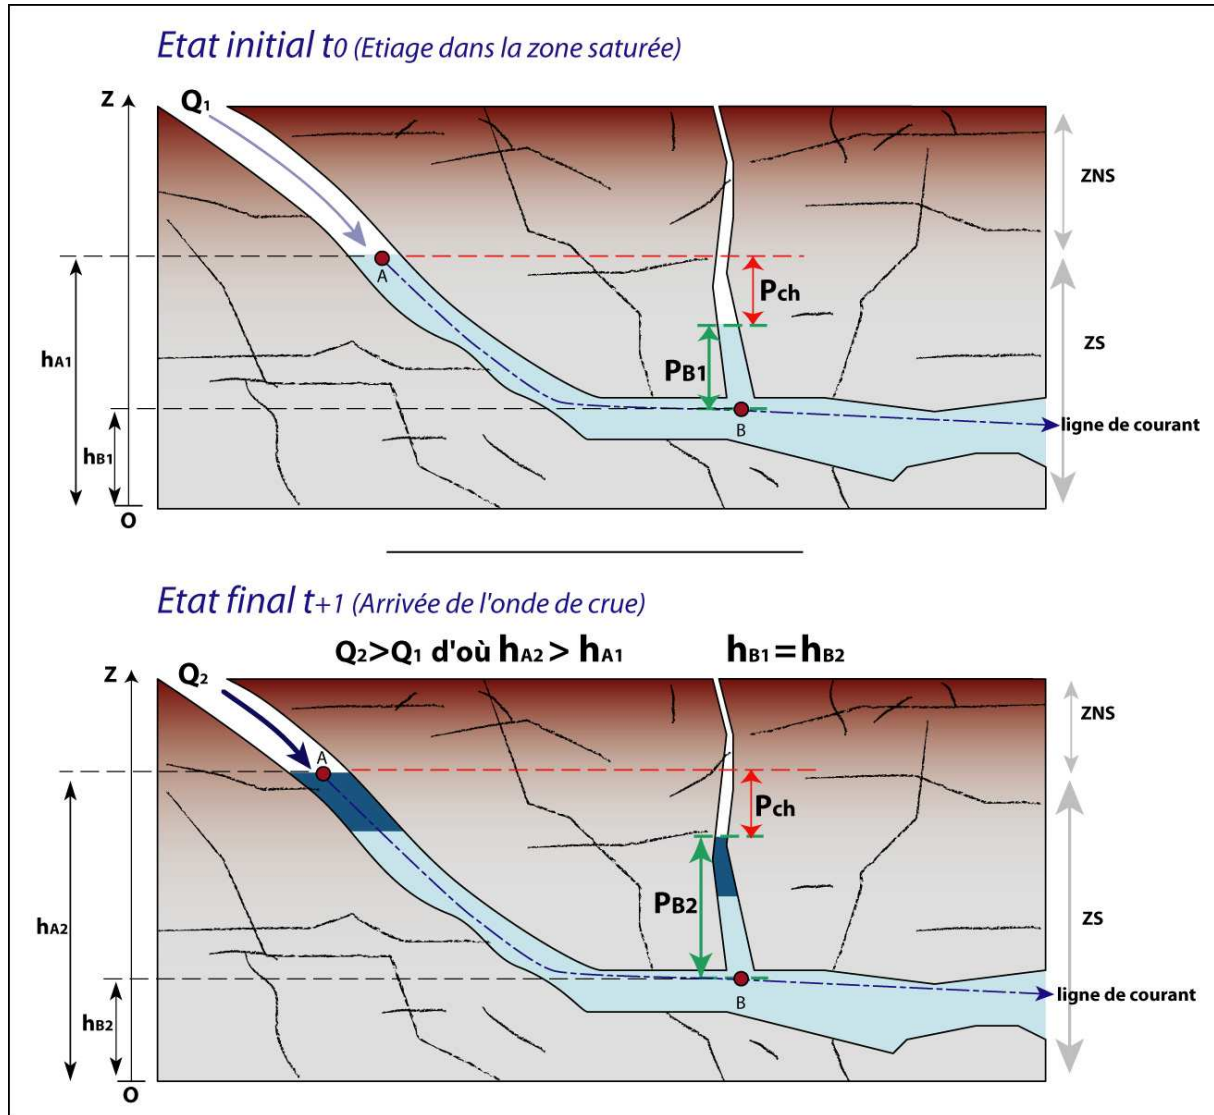 Etat initial t0 (Etiage dans la zone saturée)
Z
Q1
ZNS
A
Pch
hA1
PB1
ZS
B
ligne de courant
hB1
O
Etat final t+1 (Arrivée de l'onde de crue)
Q2>Q1 d'où hA2 > hA1 hB1 = hB2
Z
Q2
ZNS
A
Pch
PB2
hA2
ZS
B
ligne de courant
hB2
O